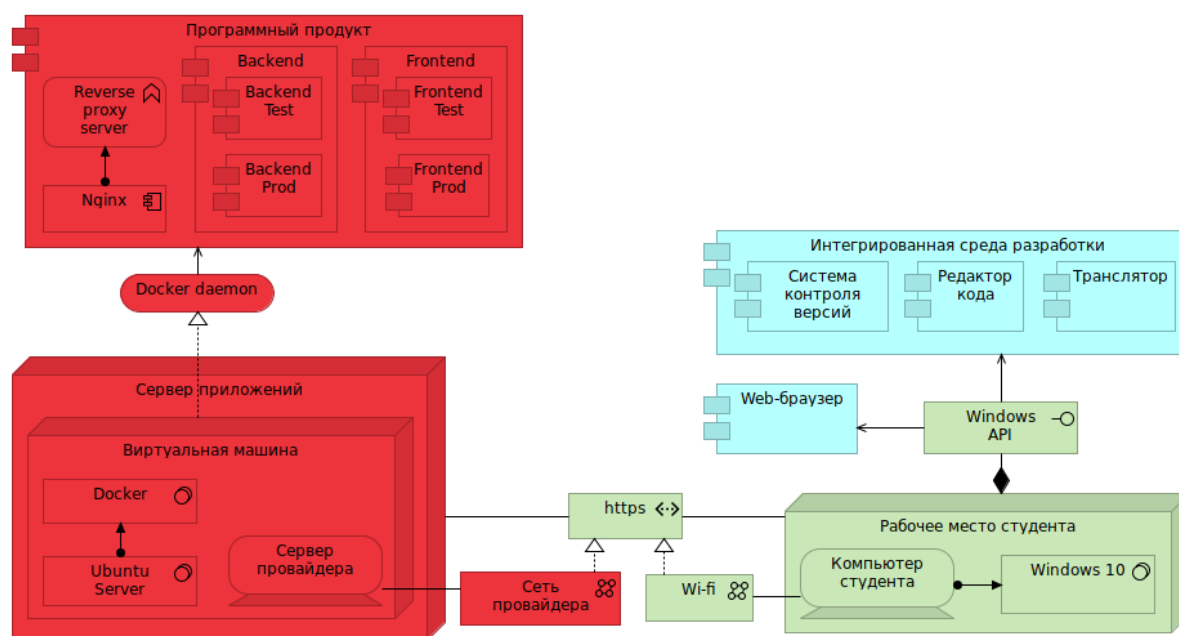 Программный продукт
Reverse
proxy
server
Nginx
Backend
Backend
Test
Backend
Prod
Frontend
Frontend
Test
Frontend
Prod
Docker daemon
Сервер приложений
Виртуальная машина
Docker
Ubuntu
Server
Сервер
провайдера
Сеть
провайдера
https
Wi-fi
Интегрированная среда разработки
Система
контроля
версий
Редактор
кода
Транслятор
Web-браузер
Windows
API
Рабочее место студента
Компьютер
студента
Windows 10